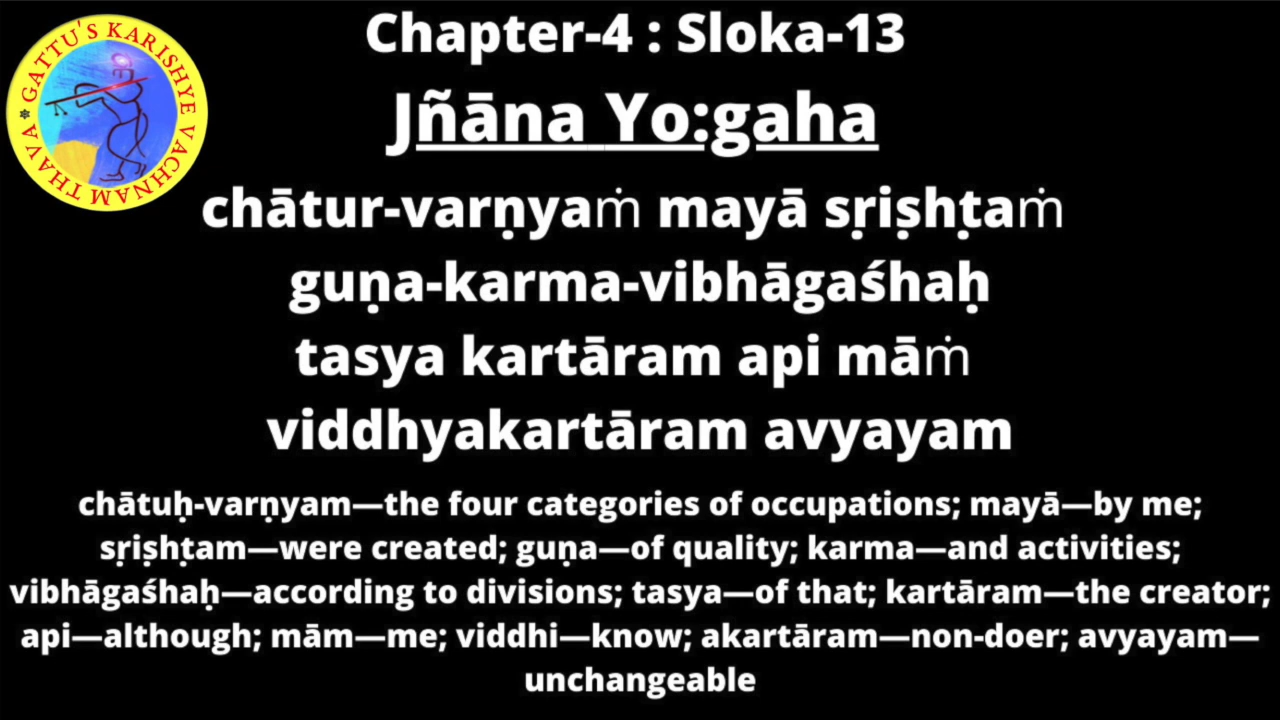 GATTU'S KARISHYE VACHNAM THAVA
Chapter-4 : Sloka-13
Jñāna Yo:gaha
chātur-varṇyaṁ mayā sṛiṣhṭaṁ
guṇa-karma-vibhāgaśhaḥ
tasya kartāram api māṁ
viddhyakartāram avyayam
chātuḥ-varṇyam—the four categories of occupations; mayā—by me;
sṛiṣhṭam—were created; guṇa—of quality; karma—and activities;
vibhāgaśhaḥ—according to divisions; tasya—of that; kartāram—the creator;
api—although; mām—me; viddhi—know; akartāram—non-doer; avyayam—
unchangeable